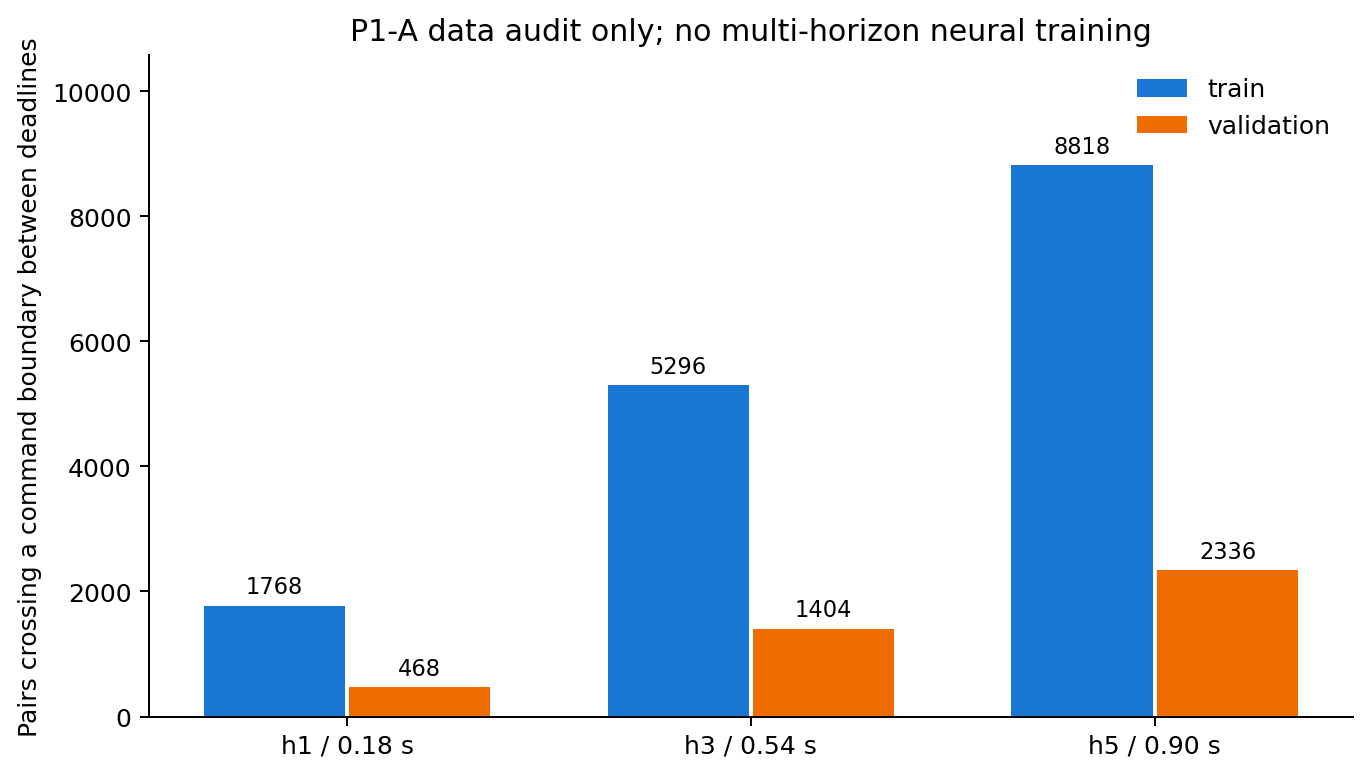 P1-A data audit only; no multi-horizon neural training
Pairs crossing a command boundary between deadlines
10000
8000
6000
4000
2000
0
train
validation
1768
468
5296
1404
8818
2336
h1 / 0.18 s
h3 / 0.54 s
h5 / 0.90 s